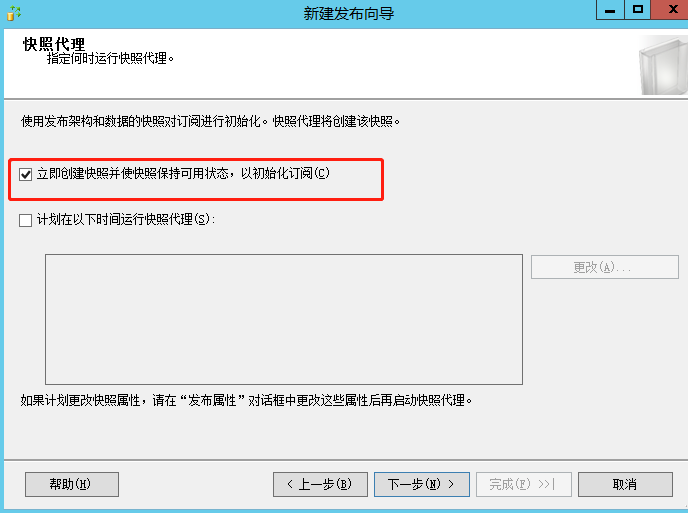 新建发布向导
快照代理
指定何时运行快照代理。
使用发布架构和数据的快照对订阅进行初始化。快照代理将创建该快照。
立即创建快照并使快照保持可用状态，以初始化订阅(C)
计划在以下时间运行快照代理(S):
更改(A)...
如果计划更改快照属性，请在“发布属性”对话框中更改这些属性后再启动快照代理。
帮助(H)
< 上一步(B)
下一步(N) >
完成(F) >>|
取消